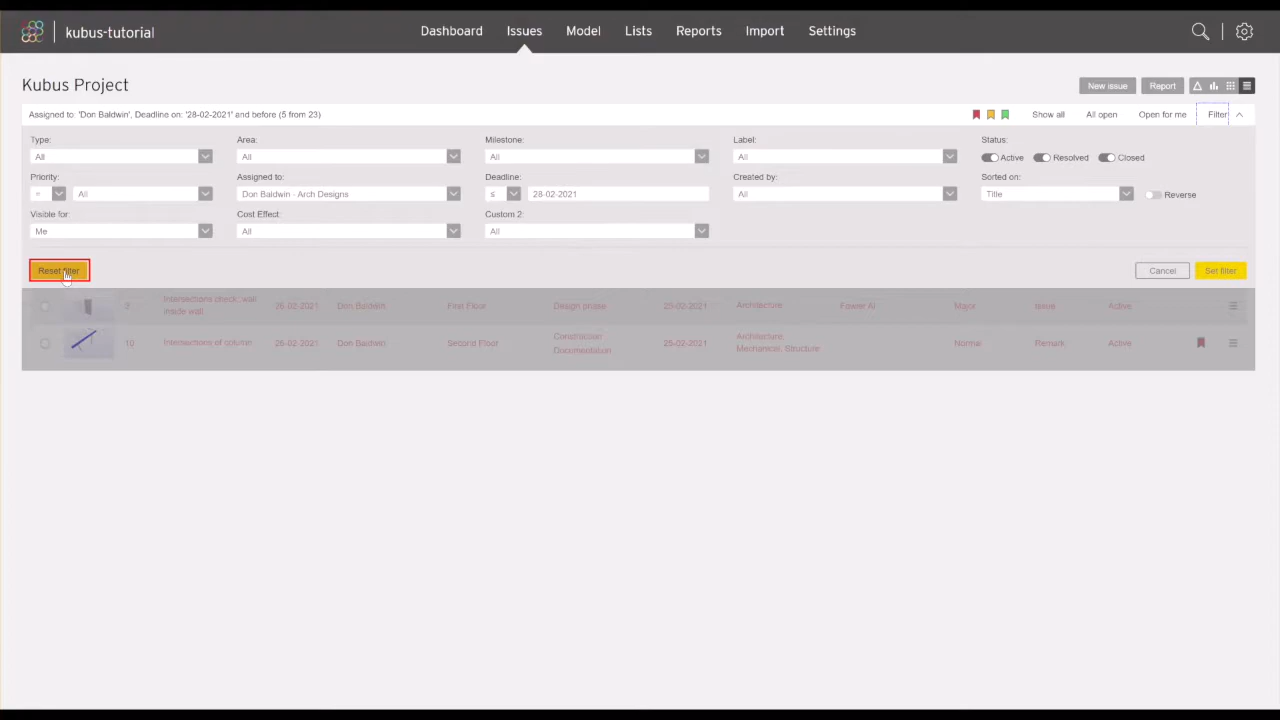 kubus-tutorial
Dashboard Issues Model Lists Reports Import Settings
Kubus Project
New issue Report
Assigned to: 'Don Baldwin', Deadline on: '28-02-2021' and before (5 from 23)
Show all All open Open for me Filter
Type: Area: Milestone: Label: Status:
All All All All Active Resolved Closed
Priority: Assigned to: Deadline: Created by: Sorted on:
= All Don Baldwin - Arch Designs ≤ 28-02-2021 All Title Reverse
Visible for: Cost Effect: Custom 2:
Me All All
Reset filter Cancel Set filter
Intersections check...wall
inside wall
26-02-2021 Don Baldwin First Floor Design phase 25-02-2021 Architecture Fawer Al Major Issue Active
10 Intersections of column 26-02-2021 Don Baldwin Second Floor
Construction
Documentation
25-02-2021
Architecture,
Mechanical, Structure
Normal Remark Active